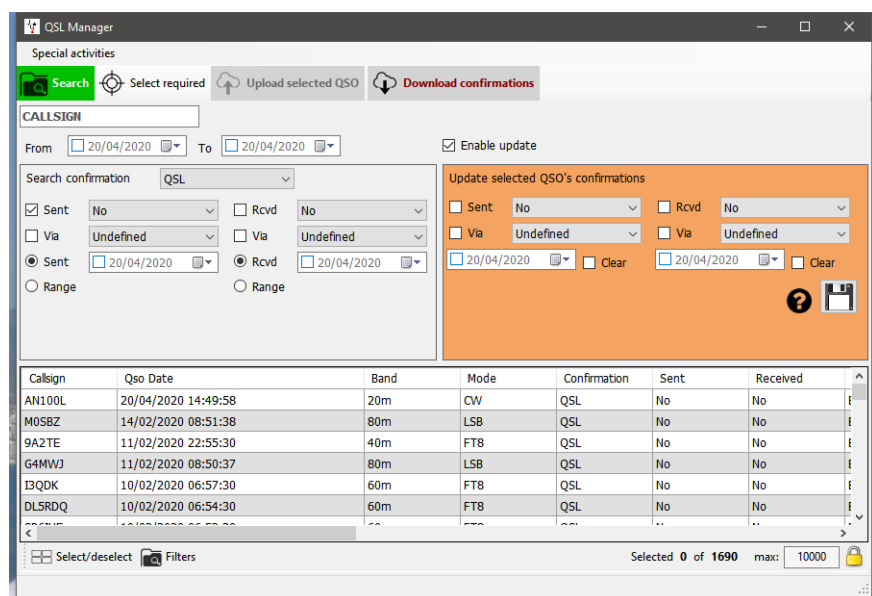 QSL Manager
Special activities
Search Select required Upload selected QSO Download confirmations
CALLSIGN
From 20/04/2020 To 20/04/2020 Enable update
Search confirmation QSL Update selected QSO's confirmations
Sent No Rcvd No Sent No Rcvd No
Via Undefined Via Undefined Via Undefined Via Undefined
Sent 20/04/2020 Rcvd 20/04/2020 20/04/2020 Clear 20/04/2020 Clear
Range Range
Callsign Qso Date Band Mode Confirmation Sent Received
AN100L 20/04/2020 14:49:58 20m CW QSL No No
M0SBZ 14/02/2020 08:51:38 80m LSB QSL No No
9A2TE 11/02/2020 22:55:30 40m FT8 QSL No No
G4MWJ 11/02/2020 08:50:37 80m LSB QSL No No
I3QDK 10/02/2020 06:57:30 60m FT8 QSL No No
DL5RDQ 10/02/2020 06:54:30 60m FT8 QSL No No
Select/deselect Filters Selected 0 of 1690 max: 10000